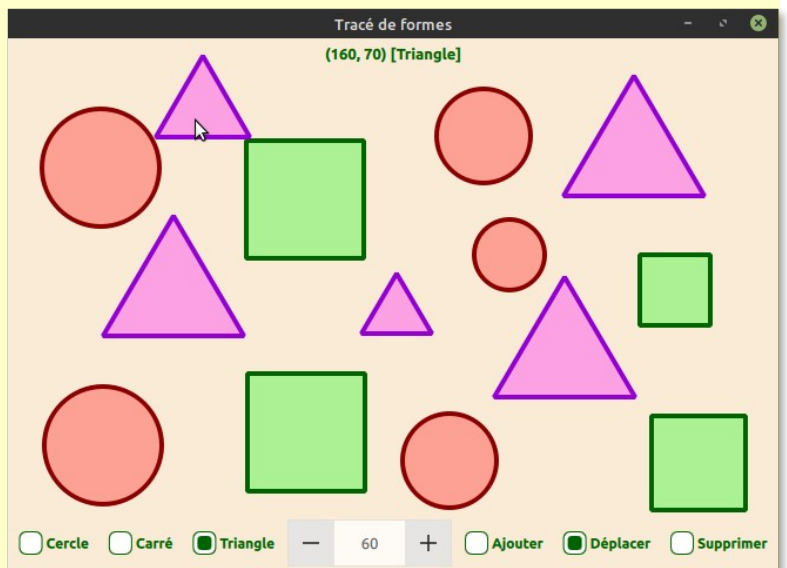 Tracé de formes
(160, 70) [Triangle]
Cercle Carré Triangle — 60 + Ajouter Déplacer Supprimer